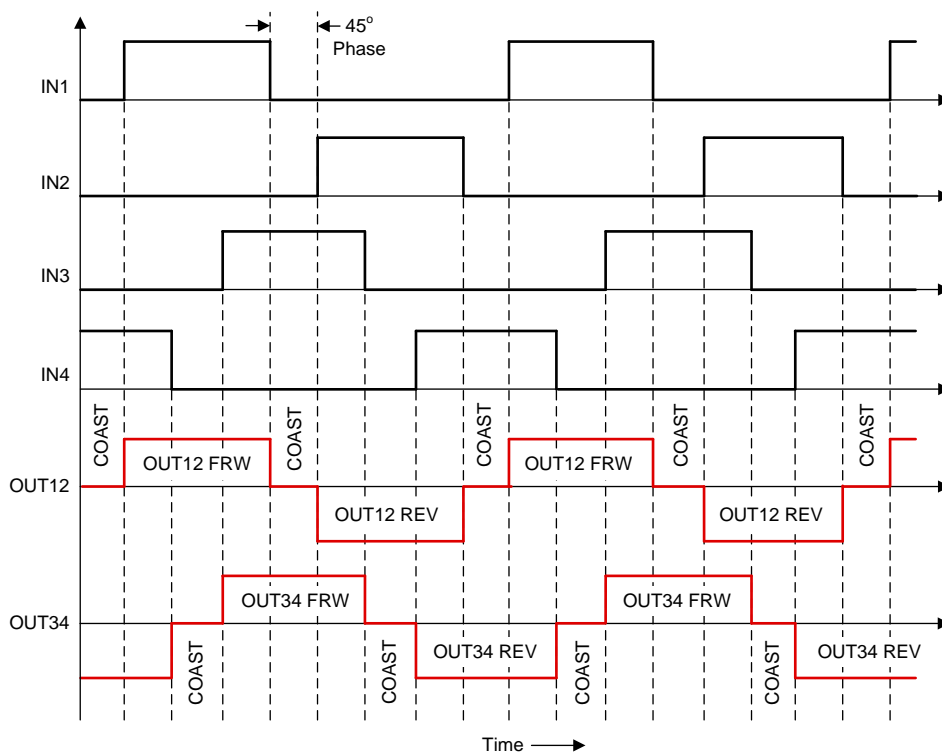 45° Phase
IN1
IN2
IN3
IN4
COAST
COAST
COAST
COAST
COAST
OUT12 FRW
OUT12 FRW
OUT12
OUT12 REV
OUT12 REV
OUT34 FRW
OUT34 FRW
OUT34
OUT34 REV
OUT34 REV
COAST
COAST
COAST
COAST
Time